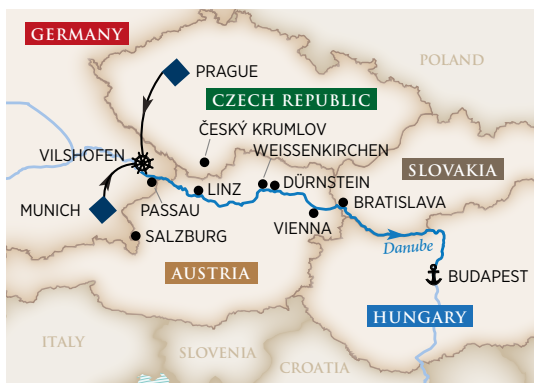 GERMANY
POLAND
PRAGUE
CZECH REPUBLIC
ČESKÝ KRUMLOV
VILSHOFEN
WEISSENKIRCHEN
SLOVAKIA
LINZ
DÜRNSTEIN
MUNICH
PASSAU
BRATISLAVA
SALZBURG
VIENNA
Danube
AUSTRIA
BUDAPEST
HUNGARY
ITALY
SLOVENIA
CROATIA